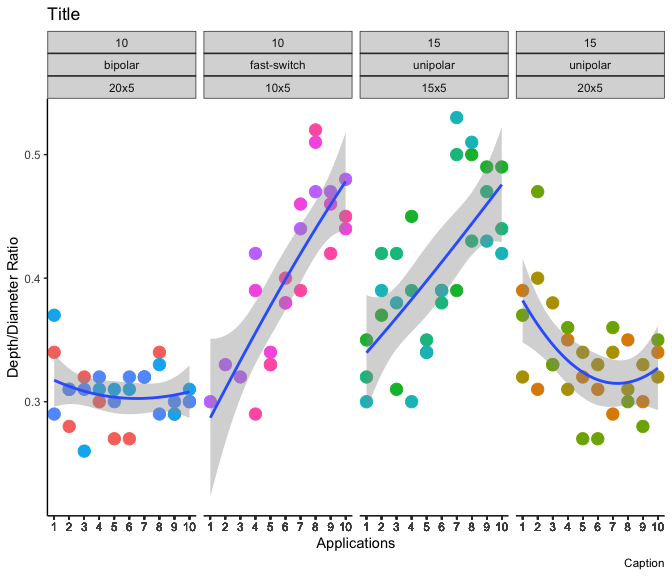 Title
10 10 15 15
bipolar fast-switch unipolar unipolar
20x5 10x5 15x5 20x5
0.5
0.4
0.3
Depth/Diameter Ratio
1 2 3 4 5 6 7 8 9 10 1 2 3 4 5 6 7 8 9 10 1 2 3 4 5 6 7 8 9 10 1 2 3 4 5 6 7 8 9 10
Applications
Caption